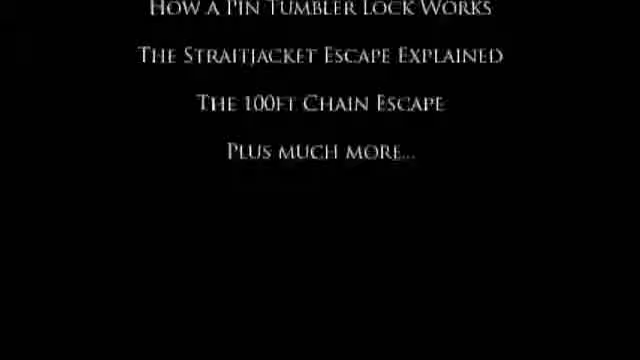 How a Pin Tumbler Lock Works
The Straitjacket Escape Explained
The 100ft Chain Escape
Plus much more...